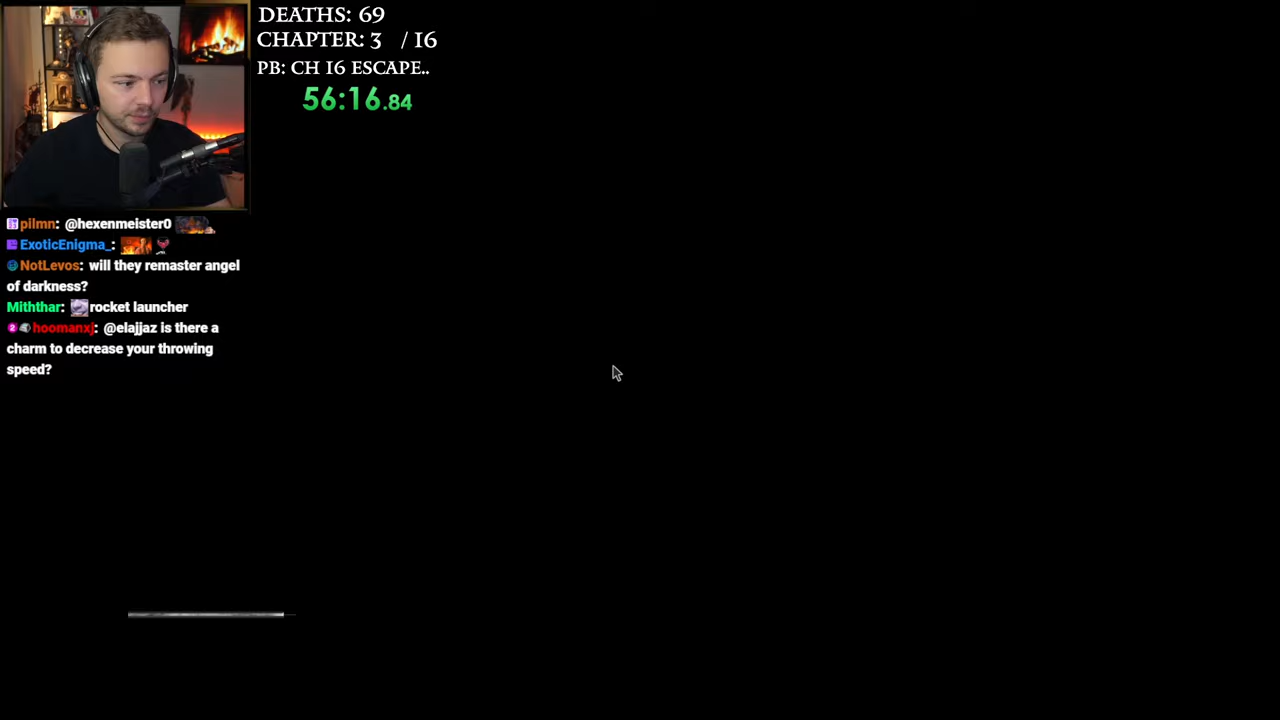 DEATHS: 69
CHAPTER: 3 / 16
PB: CH 16 ESCAPE..
56:16.84
pilmn: @hexenmeister0
ExoticEnigma_:
NotLevos: will they remaster angel
of darkness?
Miththar: rocket launcher
2 hoomanxj: @elajjaz is there a
charm to decrease your throwing
speed?